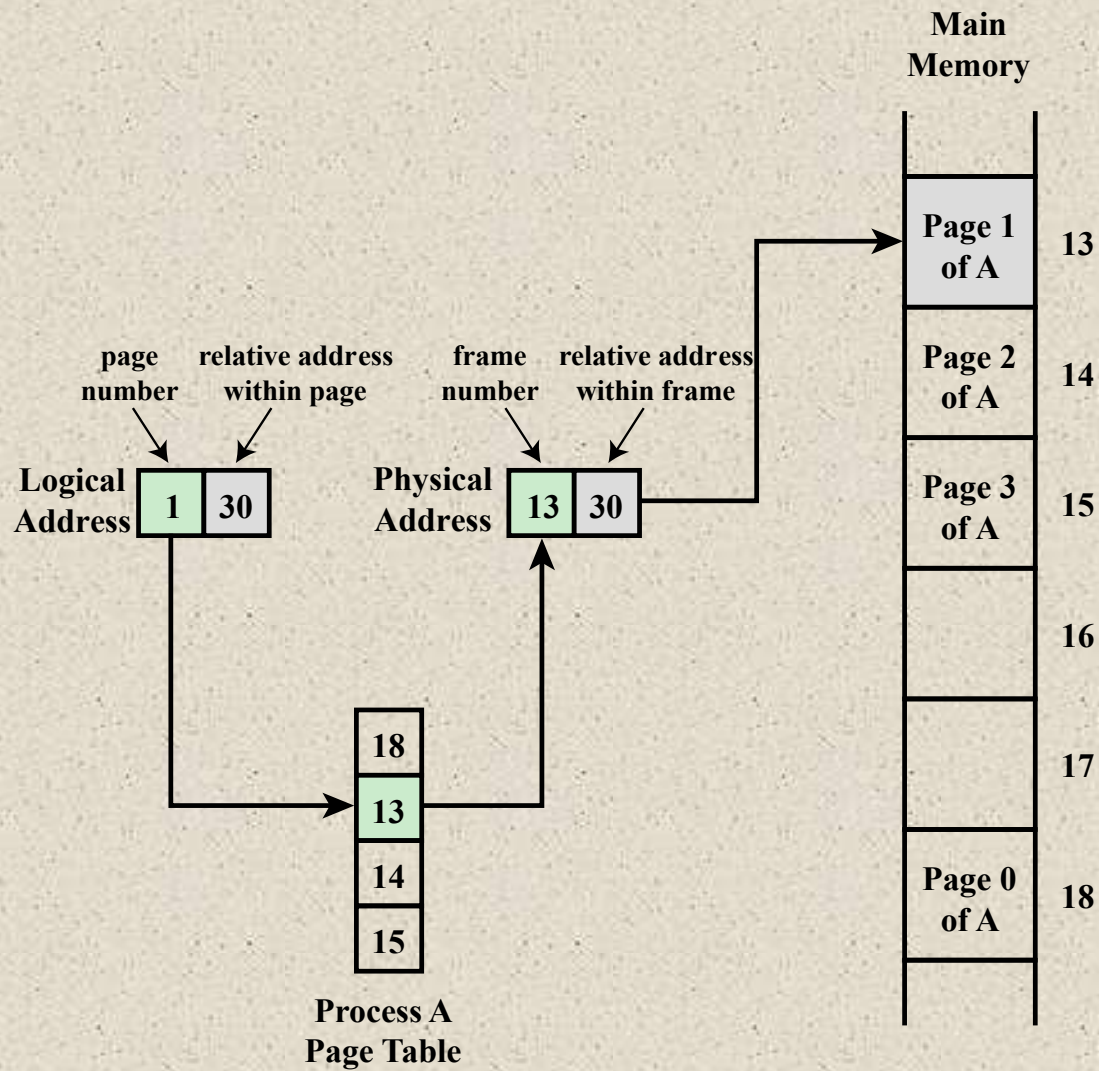 Main
Memory
Page 1
of A
13
Page 2
of A
14
Page 3
of A
15
16
17
Page 0
of A
18
page
number
relative address
within page
frame
number
relative address
within frame
Logical
Address
1
30
Physical
Address
13
30
18
13
14
15
Process A
Page Table